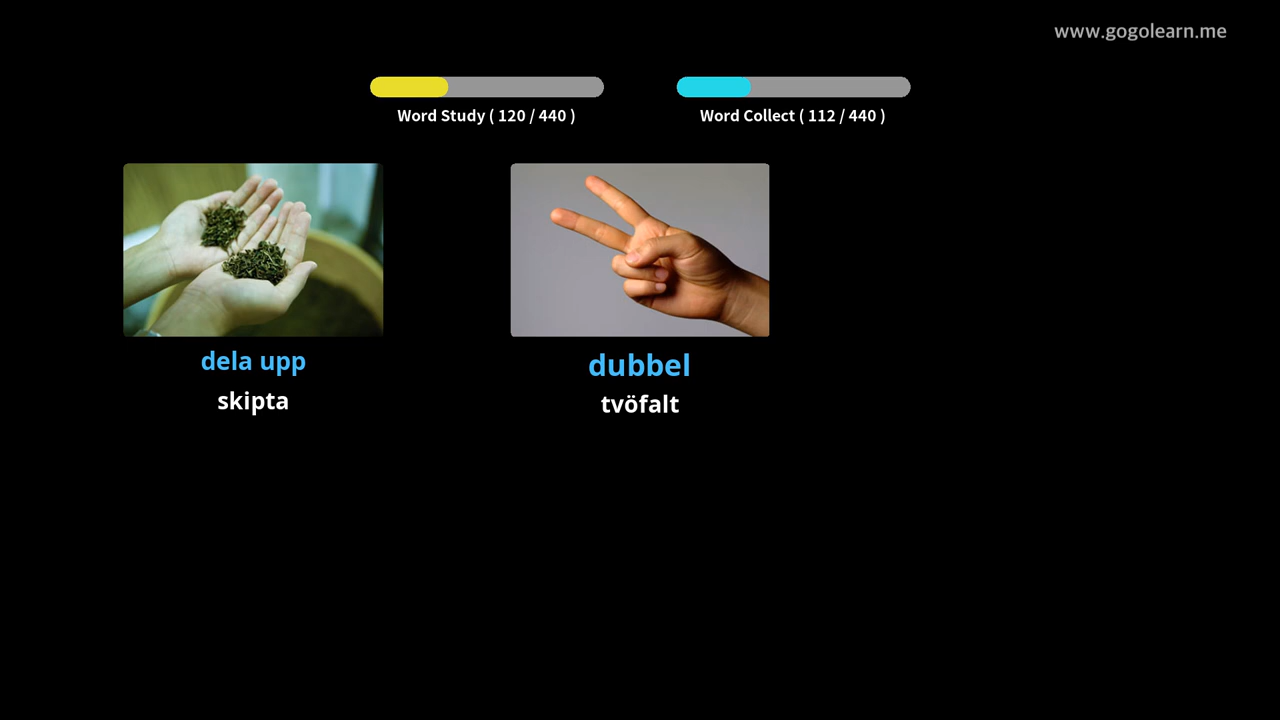 www.gogolearn.me
Word Study ( 120 / 440 )
Word Collect ( 112 / 440 )
dela upp
skipta
dubbel
tvöfalt